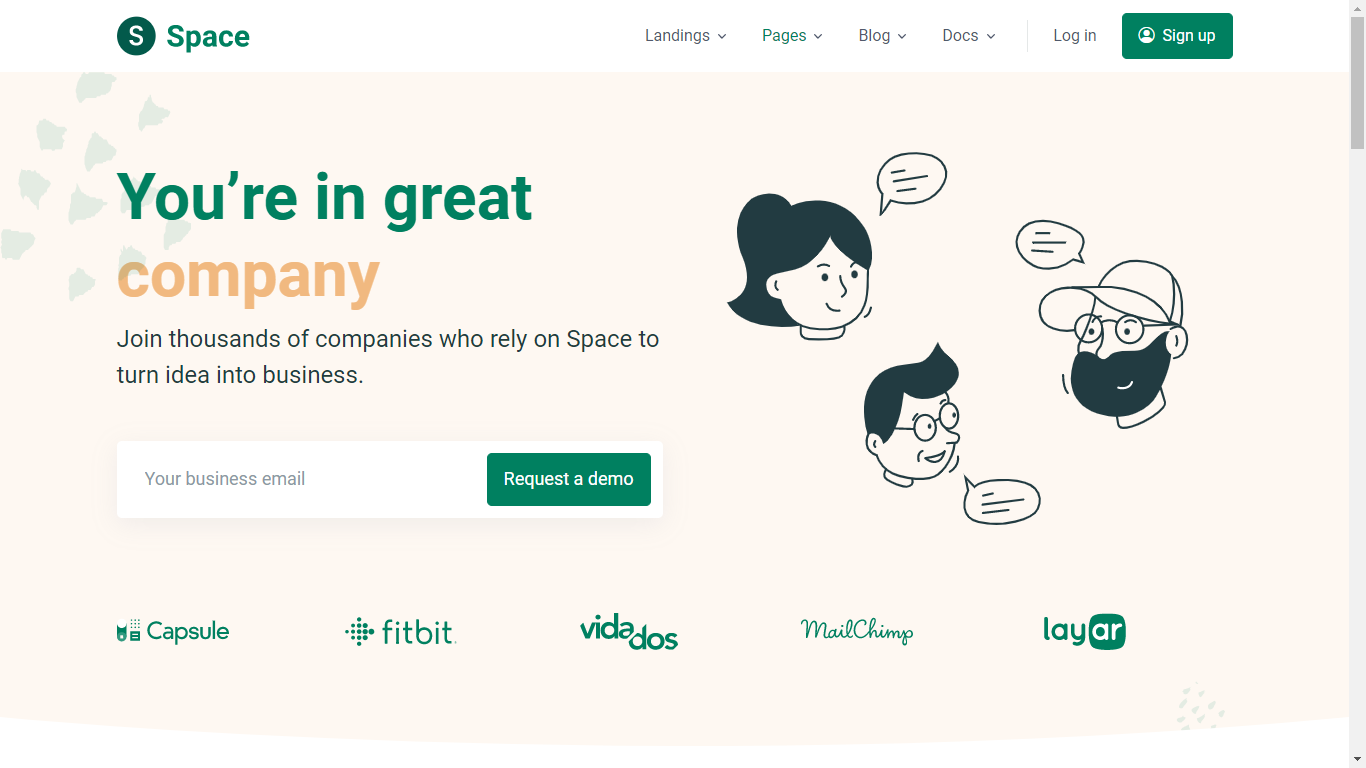 S Space
Landings Pages Blog Docs Log in Sign up
You’re in great
company
Join thousands of companies who rely on Space to
turn idea into business.
Your business email Request a demo
Capsule fitbit. vidados MailChimp layar